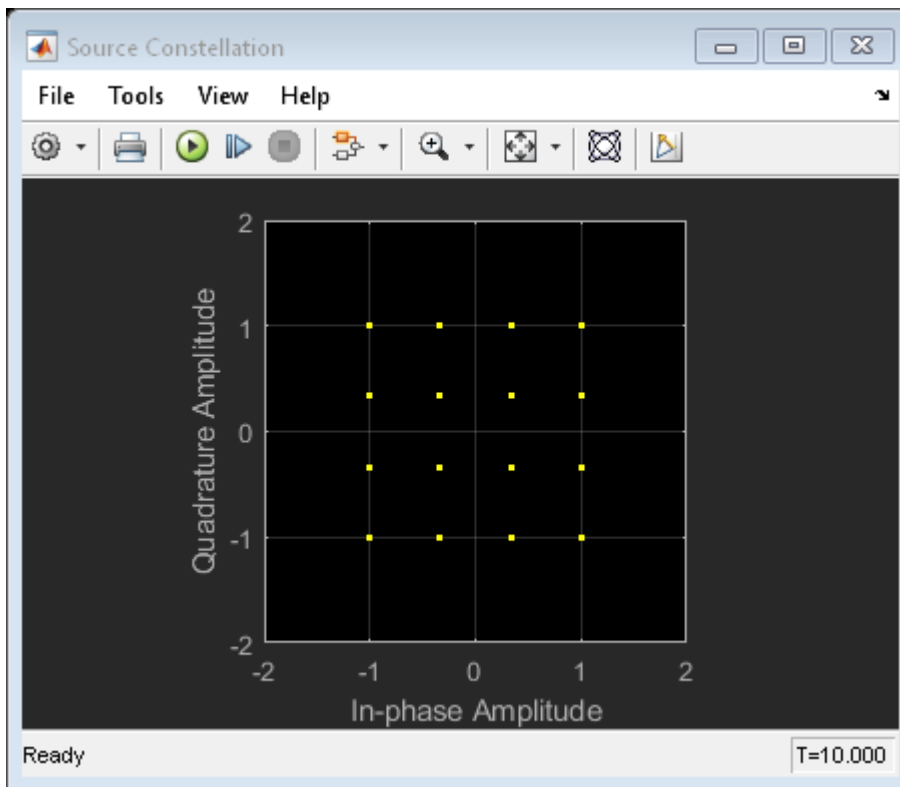 Source Constellation
File Tools View Help
2
1
0
-1
-2
Quadrature Amplitude
-2 -1 0 1 2
In-phase Amplitude
Ready T=10.000